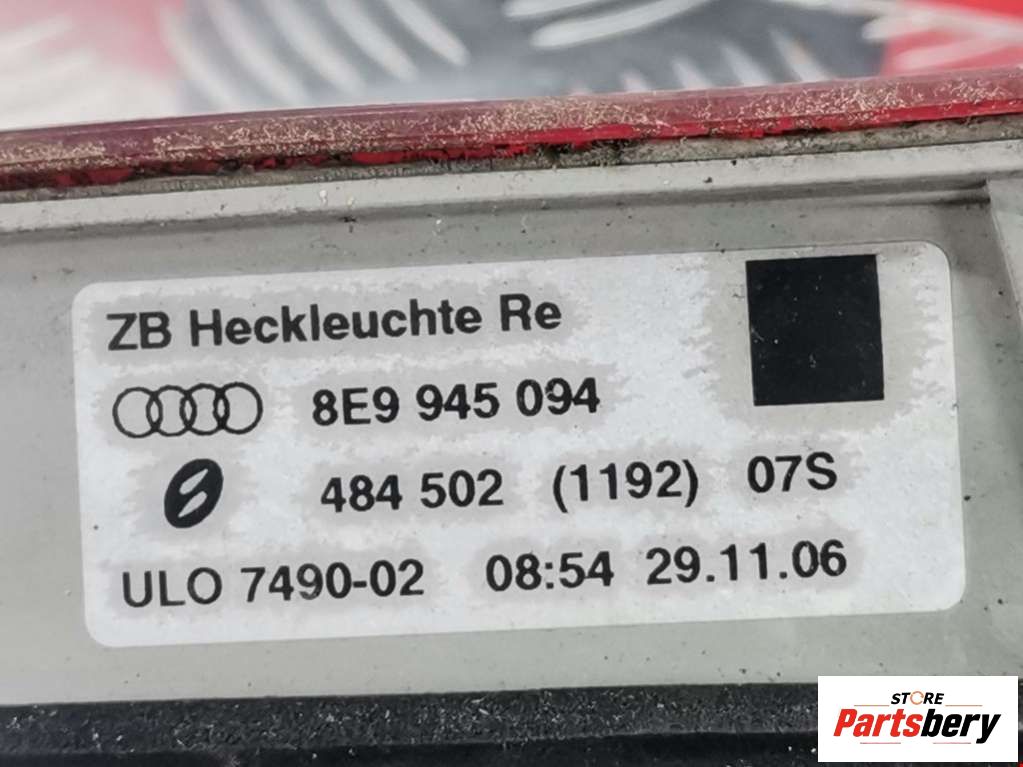 ZB Heckleuchte Re
8E9 945 094
8 484 502 (1192) 07S
ULO 7490-02 08:54 29.11.06
STORE
Partsbery